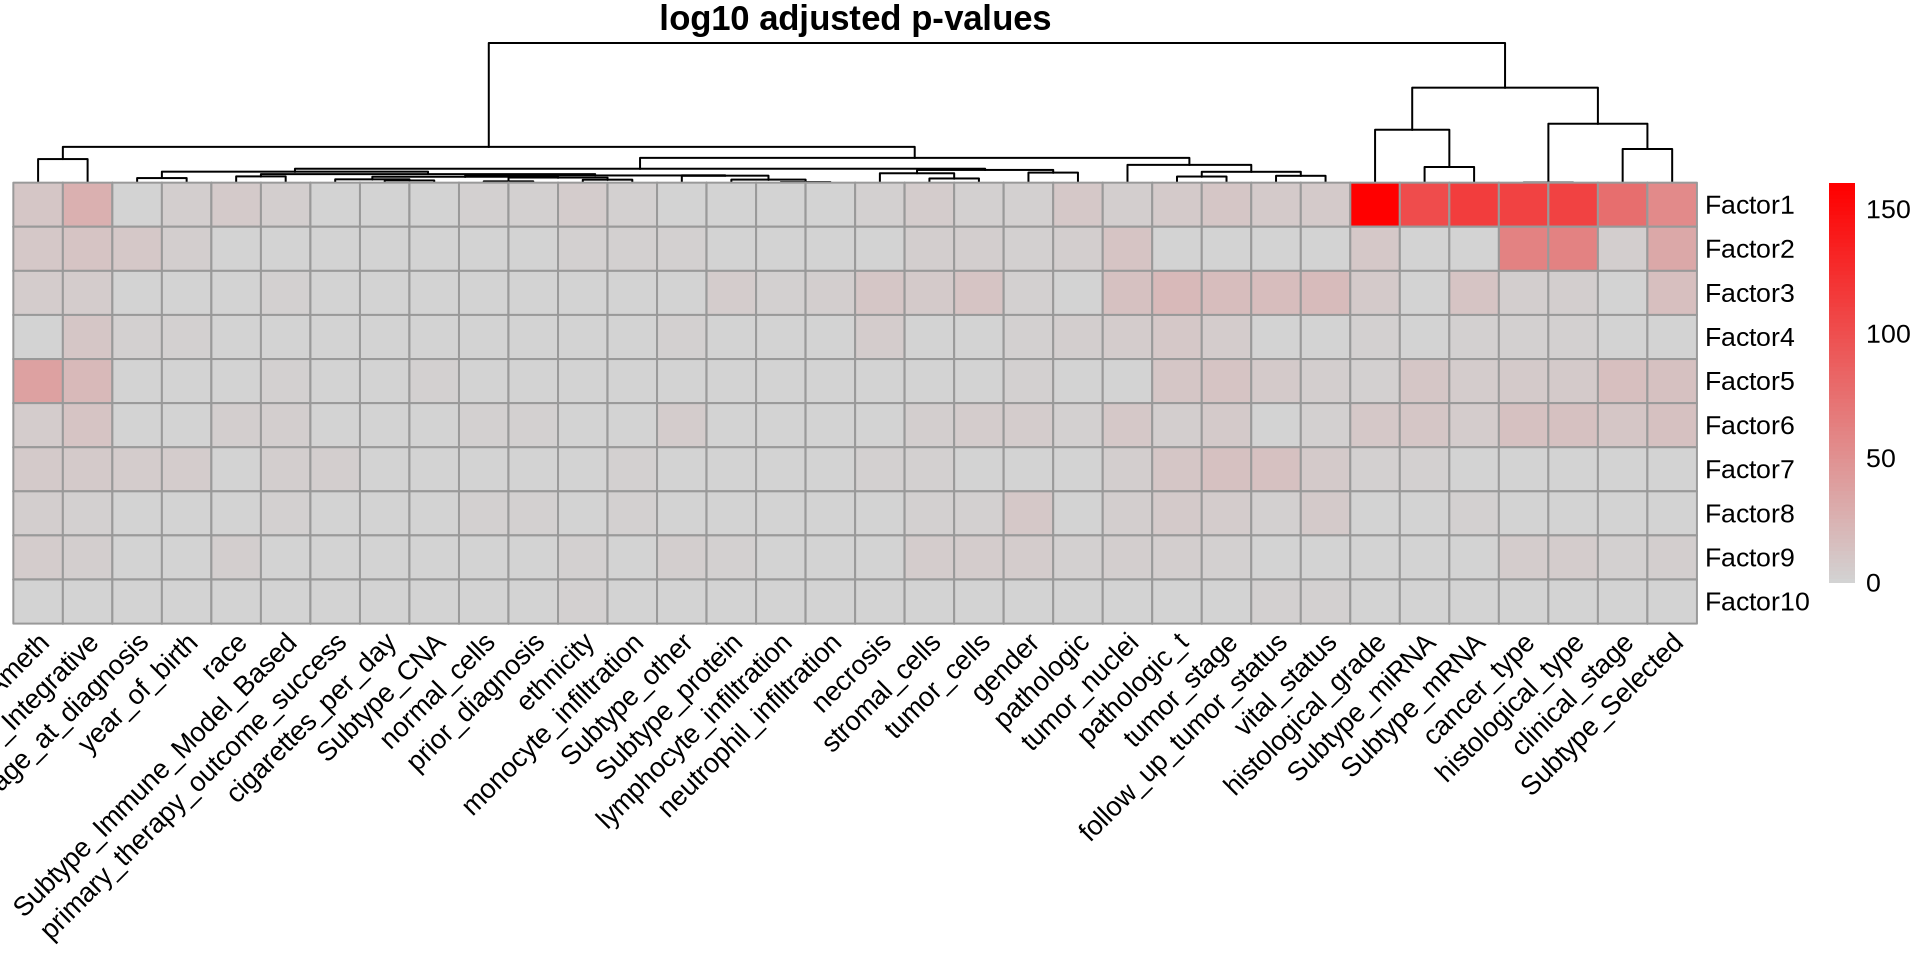 log10 adjusted p-values
Factor1
Factor2
Factor3
Factor4
Factor5
Factor6
Factor7
Factor8
Factor9
Factor10
150
100
50
0
_Integrative
age_at_diagnosis
year_of_birth
race
Subtype_Immune_Model_Based
primary_therapy_outcome_success
cigarettes_per_day
Subtype_CNA
normal_cells
prior_diagnosis
ethnicity
monocyte_infiltration
Subtype_other
Subtype_protein
lymphocyte_infiltration
neutrophil_infiltration
necrosis
stromal_cells
tumor_cells
gender
pathologic
tumor_nuclei
pathologic_t
tumor_stage
follow_up_tumor_status
vital_status
histological_grade
Subtype_miRNA
Subtype_mRNA
cancer_type
histological_type
clinical_stage
Subtype_Selected